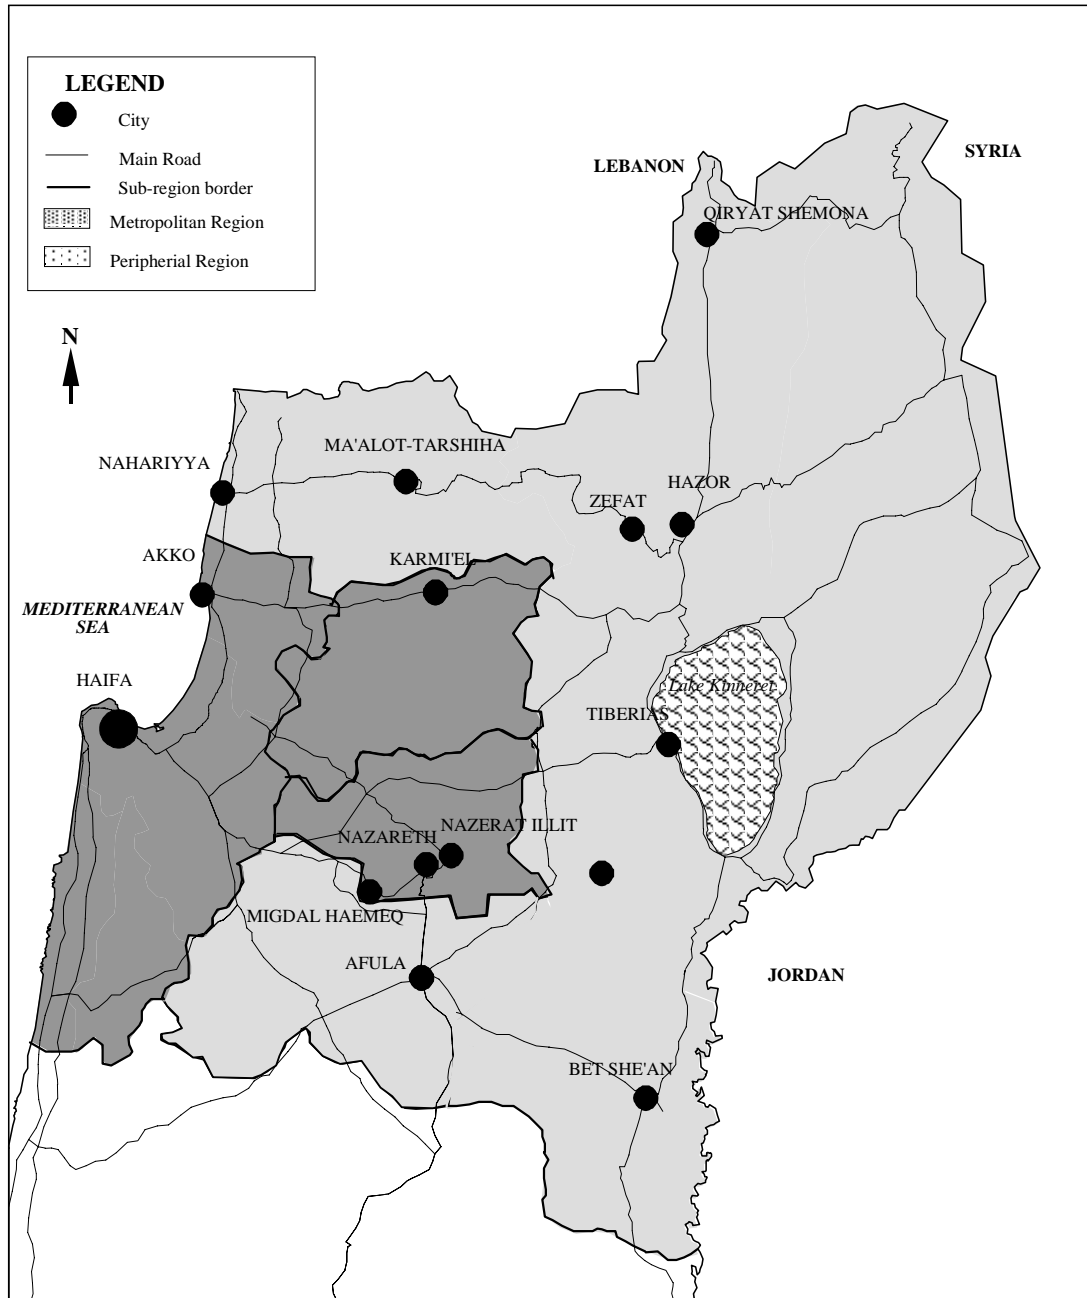 LEGEND
City
Main Road
Sub-region border
Metropolitan Region
Peripherial Region
N
LEBANON
SYRIA
QIRYAT SHEMONA
MA'ALOT-TARSHIHA
NAHARIYYA
HAZOR
ZEFAT
AKKO
KARMI'EL
MEDITERRANEAN
SEA
HAIFA
Lake Kinneret
TIBERIAS
NAZERAT ILLIT
NAZARETH
MIGDAL HAEMEQ
AFULA
JORDAN
BET SHE'AN